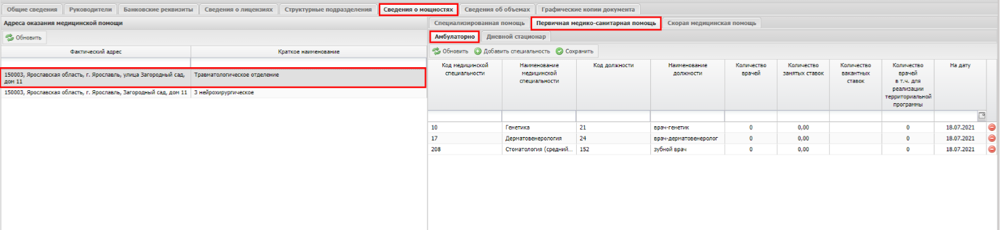 Общие сведения Руководители Банковские реквизиты Сведения о лицензиях Структурные подразделения Сведения о мощностях Сведения об объемах Графические копии документа
Адреса оказания медицинской помощи
Обновить
Фактический адрес Краткое наименование
150003, Ярославская область, г. Ярославль, улица Загородный сад, дом 11 Травматологическое отделение
150003, Ярославская область, г. Ярославль, Загородный сад, дом 11 3 нейрохирургическое
Специализированная помощь Первичная медико-санитарная помощь Скорая медицинская помощь
Амбулаторно Дневной стационар
Обновить Добавить специальность Сохранить
Код медицинской специальности Наименование медицинской специальности Код должности Наименование должности Количество врачей Количество занятых ставок Количество вакантных ставок Количество врачей в т.ч. для реализации территориальной программы На дату
10 Генетика 21 врач-генетик 0 0,00 0 18.07.2021
17 Дерматовенерология 24 врач-дерматовенеролог 0 0,00 0 18.07.2021
208 Стоматология (средний... 152 зубной врач 0 0,00 0 18.07.2021